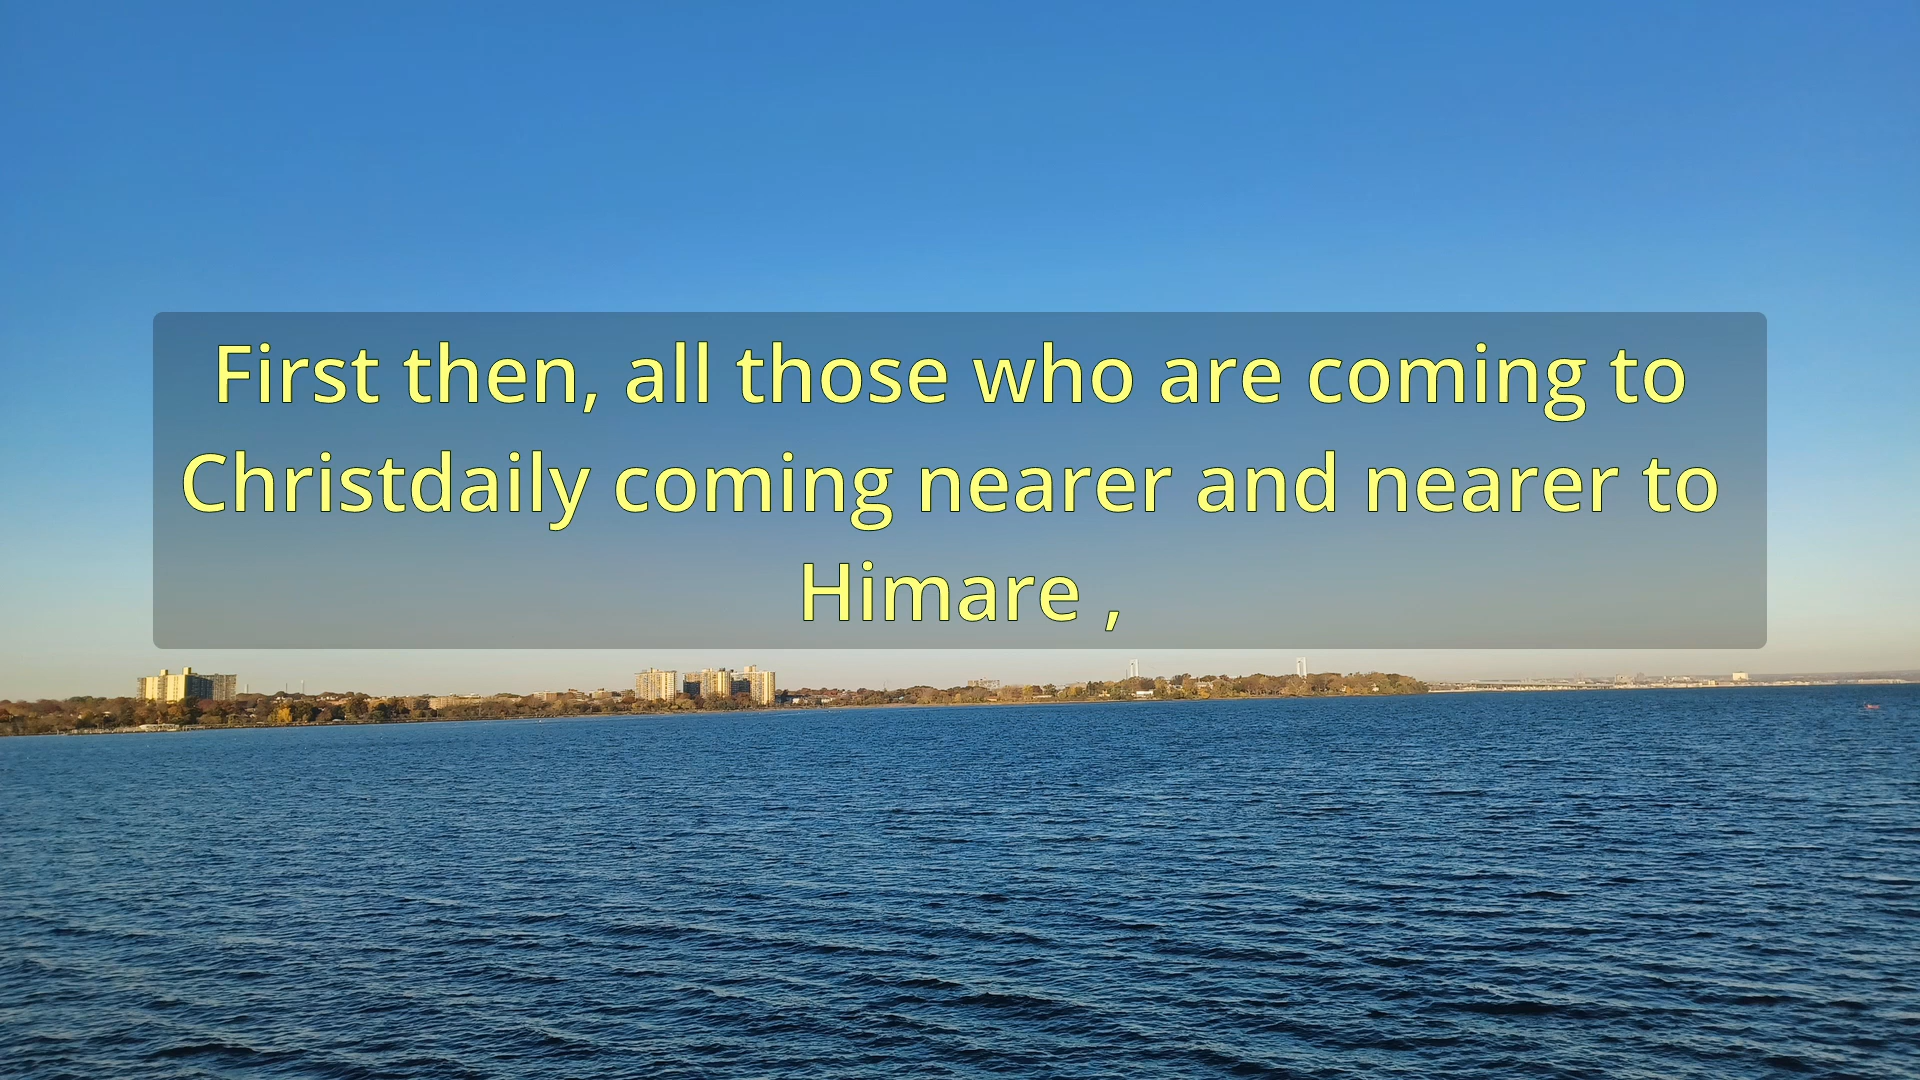 First then, all those who are coming to
Christdaily coming nearer and nearer to
Himare ,